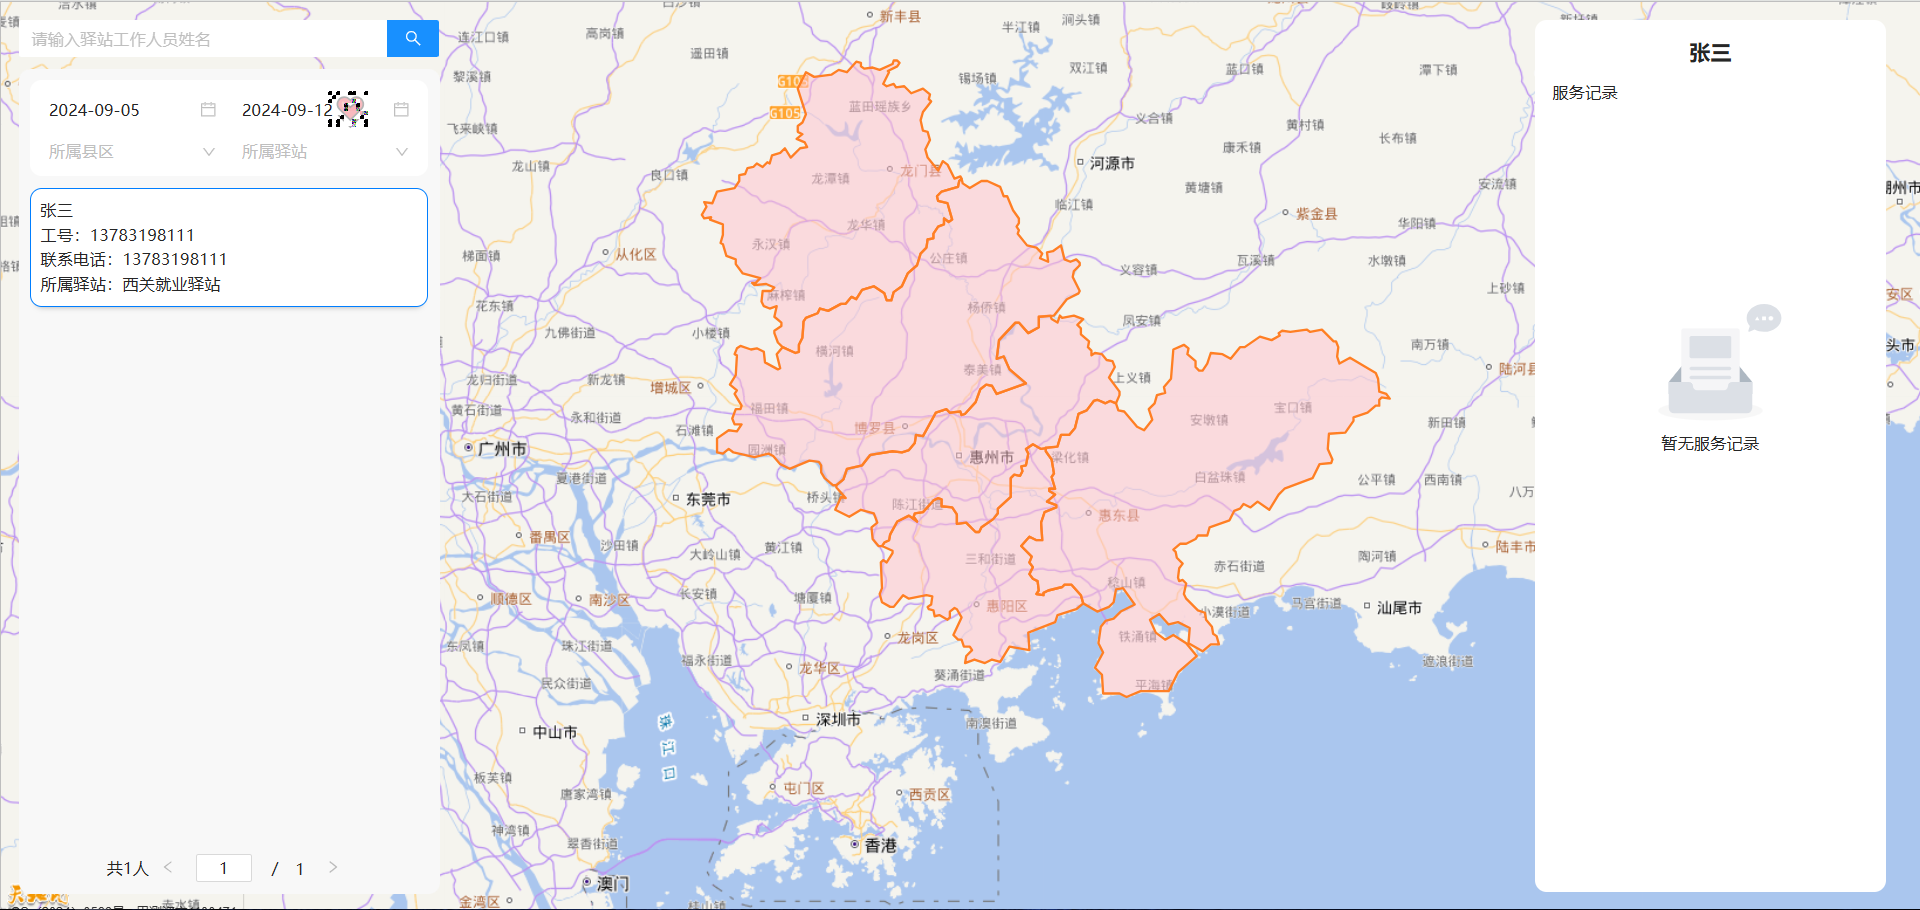 请输入驿站工作人员姓名
2024-09-05
2024-09-12
所属县区
所属驿站
张三
工号：13783198111
联系电话：13783198111
所属驿站：西关就业驿站
共1人
1
/ 1
张三
服务记录
暂无服务记录
新丰县
半江镇
涧头镇
连江口镇
高岗镇
遥田镇
黎溪镇
锡场镇
双江镇
蓝口镇
潭下镇
G105
蓝田瑶族乡
飞来峡镇
义合镇
黄村镇
长布镇
康禾镇
龙山镇
良口镇
龙潭镇
龙门县
河源市
黄塘镇
安流镇
潮州市
临江镇
紫金县
华阳镇
龙华镇
永汉镇
梯面镇
从化区
公庄镇
义容镇
瓦溪镇
水墩镇
上砂镇
麻榨镇
花东镇
杨侨镇
凤安镇
九佛街道
小楼镇
横河镇
泰美镇
南万镇
陆河县
龙归街道
新龙镇
增城区
上义镇
黄石街道
永和街道
福田镇
安墩镇
宝口镇
新田镇
石滩镇
博罗县
广州市
园洲镇
惠州市
梁化镇
夏港街道
白盆珠镇
公平镇
西南镇
大石街道
东莞市
桥头镇
陈江街道
惠东县
番禺区
沙田镇
大岭山镇
黄江镇
三和街道
陶河镇
陆丰市
赤石街道
稔山镇
顺德区
南沙区
长安镇
塘厦镇
惠阳区
小漠街道
马宫街道
汕尾市
东凤镇
珠江街道
龙岗区
铁涌镇
福永街道
龙华区
葵涌街道
遮浪街道
民众街道
平海镇
深圳市
南澳街道
中山市
珠江口
板芙镇
唐家湾镇
屯门区
西贡区
神湾镇
翠香街道
香港
澳门
金湾区